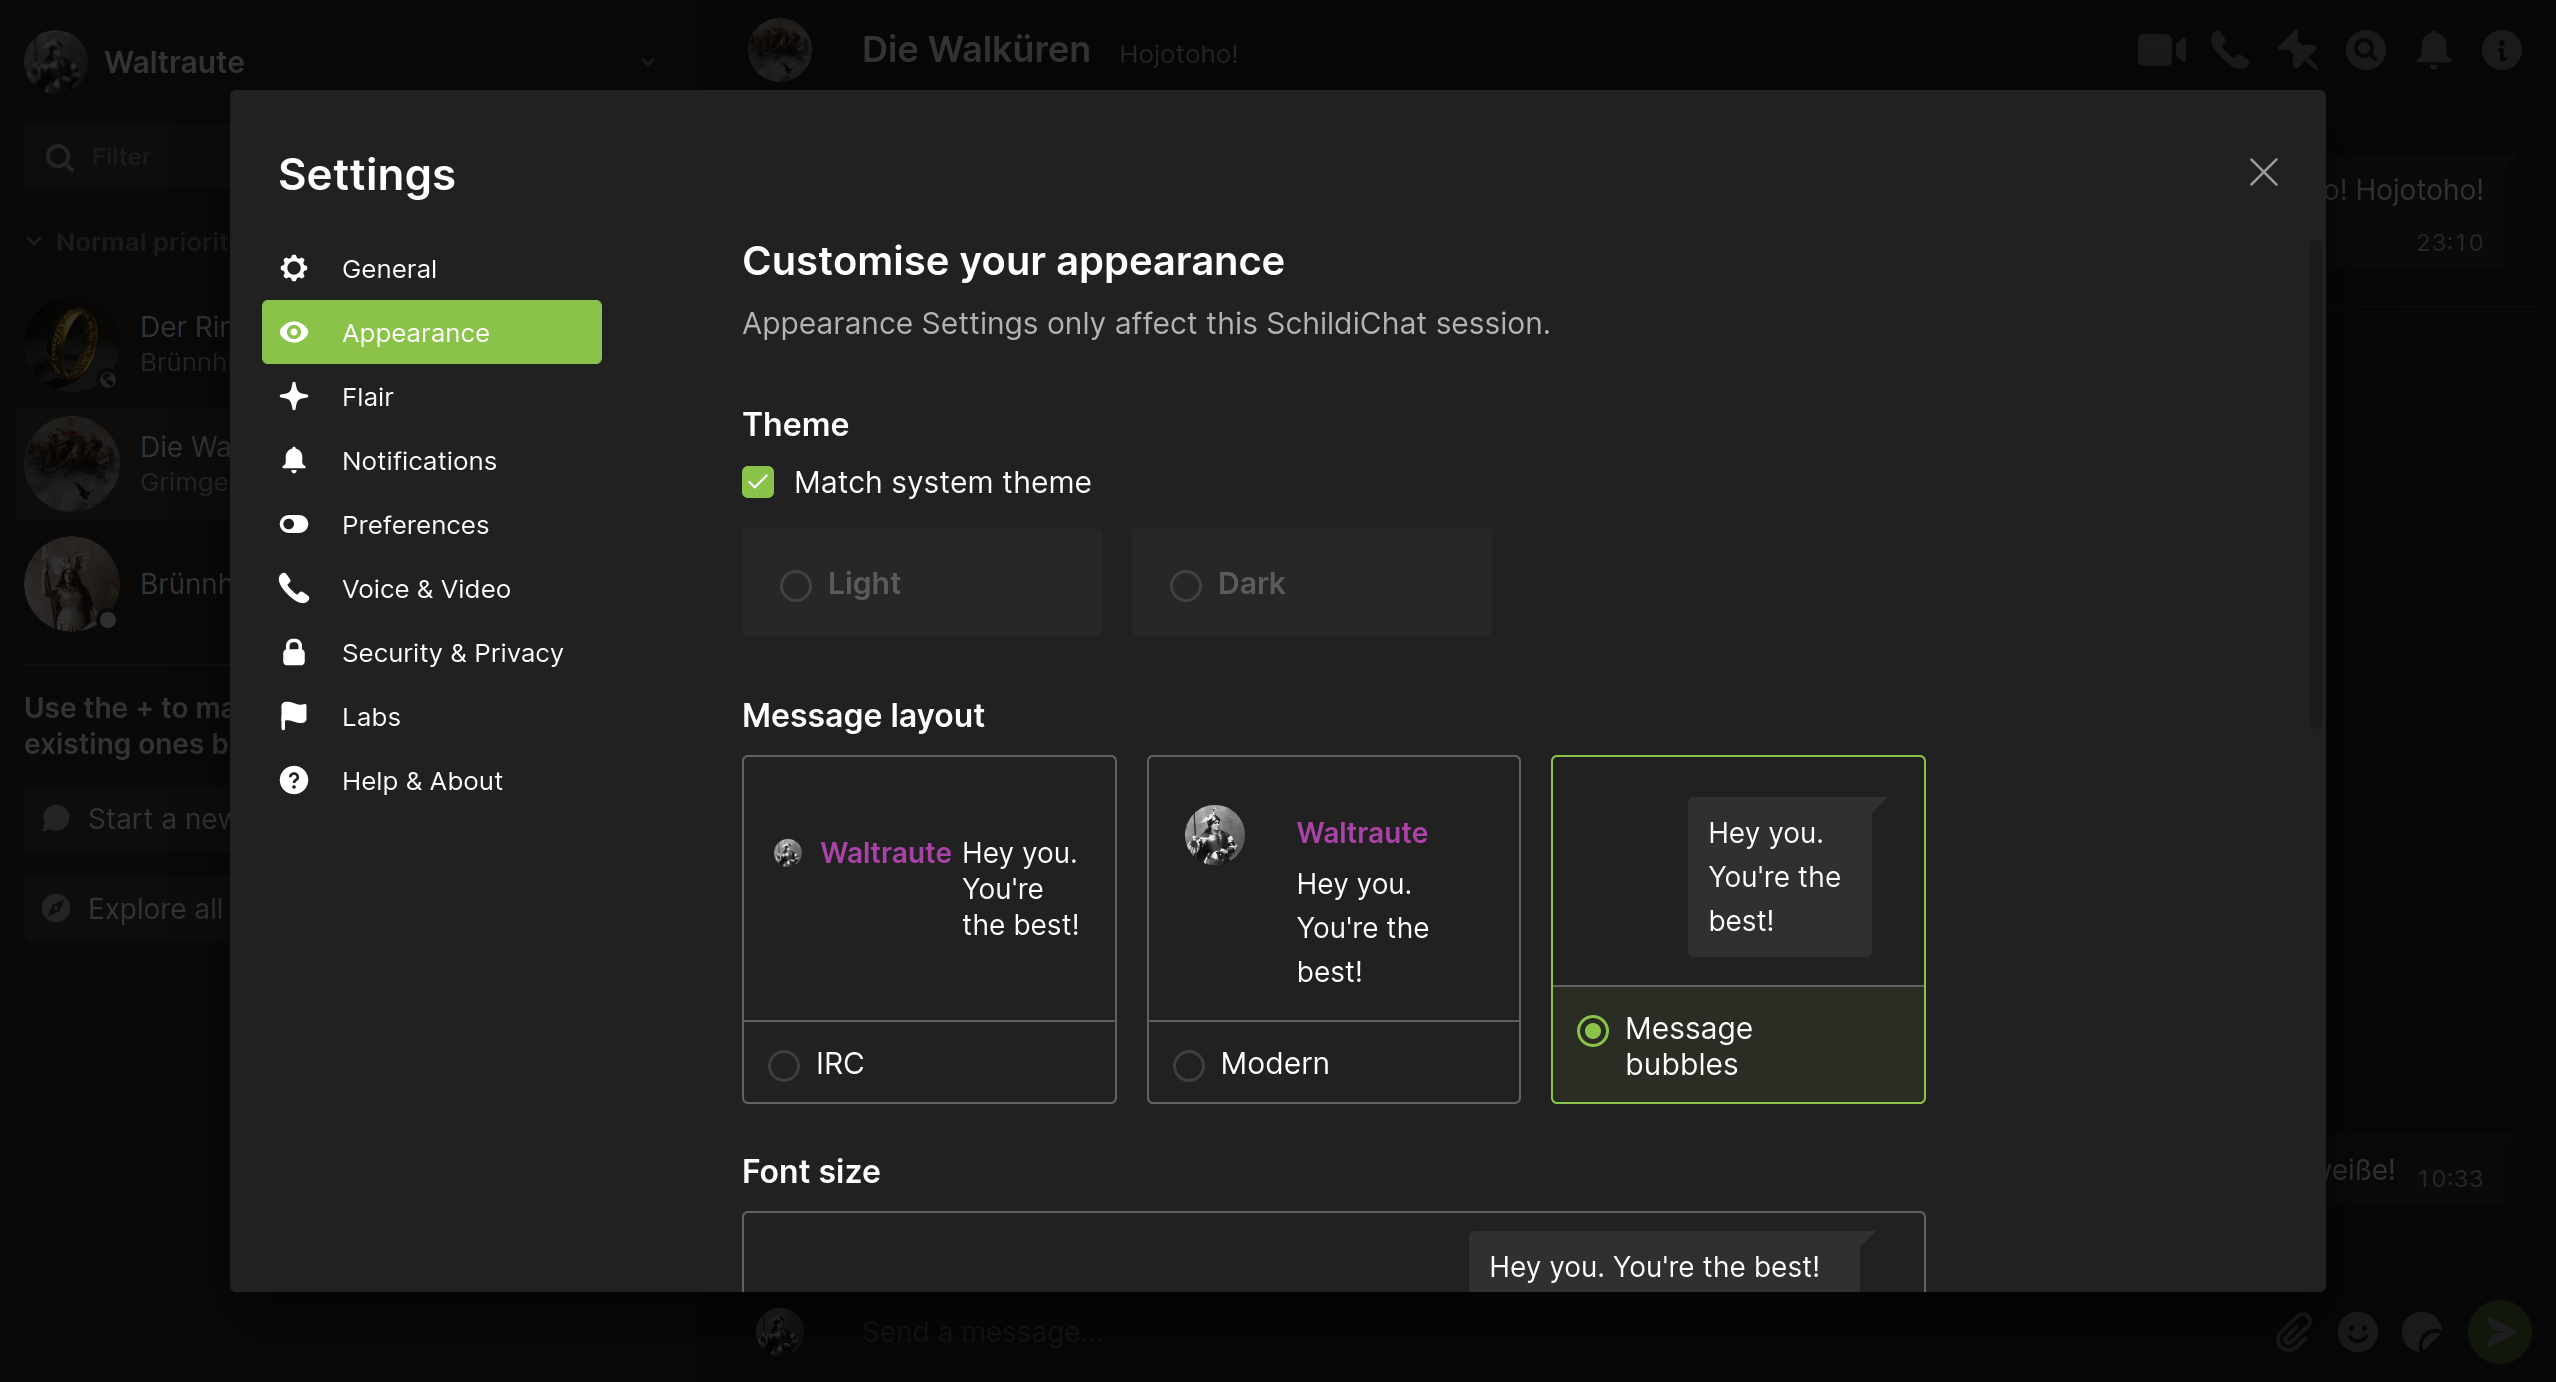 Waltraute
Die Walküren Hojotoho!
Filter
Normal priorit
Der Rin
Brünnhi
Die Wa
Grimge
Brünnh
Use the + to ma
existing ones b
Start a new
Explore all
Settings
General
Appearance
Flair
Notifications
Preferences
Voice & Video
Security & Privacy
Labs
Help & About
Customise your appearance
Appearance Settings only affect this SchildiChat session.
Theme
Match system theme
Light
Dark
Message layout
Waltraute Hey you.
You're
the best!
IRC
Waltraute
Hey you.
You're the
best!
Modern
Hey you.
You're the
best!
Message
bubbles
Font size
Hey you. You're the best!
o! Hojotoho!
23:10
weiße! 10:33
Send a message...